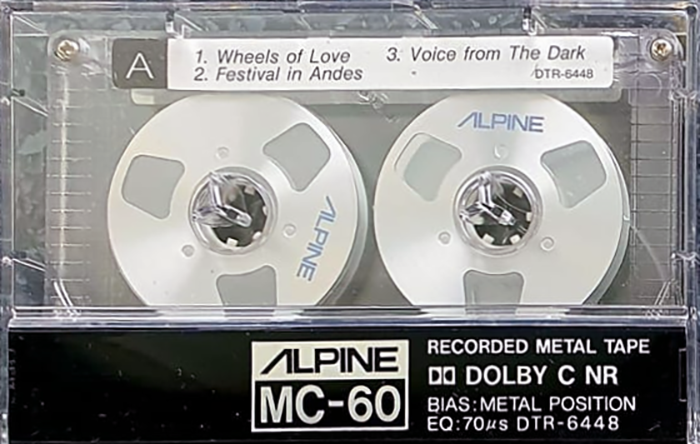 A
1. Wheels of Love 3. Voice from The Dark
2. Festival in Andes DTR-6448
ALPINE
ALPINE
ALPINE
MC-60
RECORDED METAL TAPE
DOLBY C NR
BIAS:METAL POSITION
EQ:70µs DTR-6448